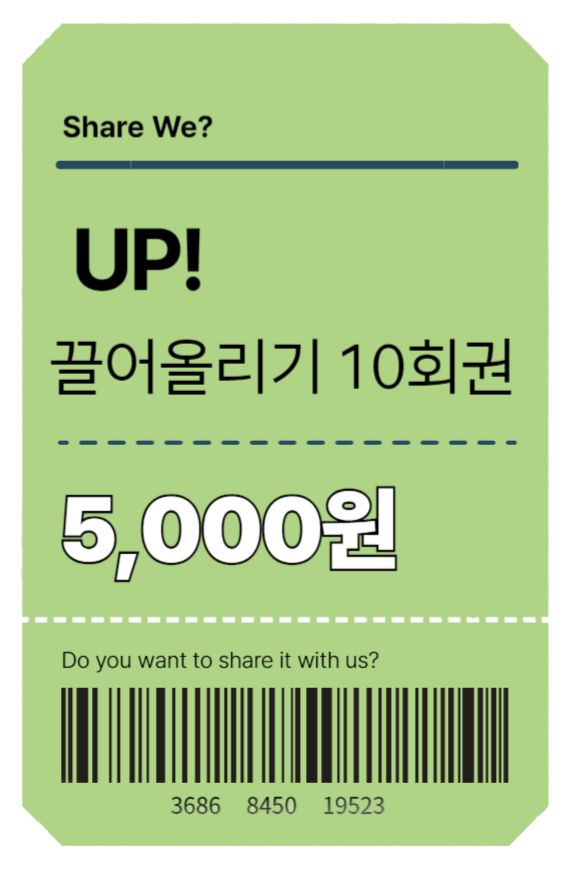 Share We?
UP!
끌어올리기 10회권
5,000원
Do you want to share it with us?
3686 8450 19523